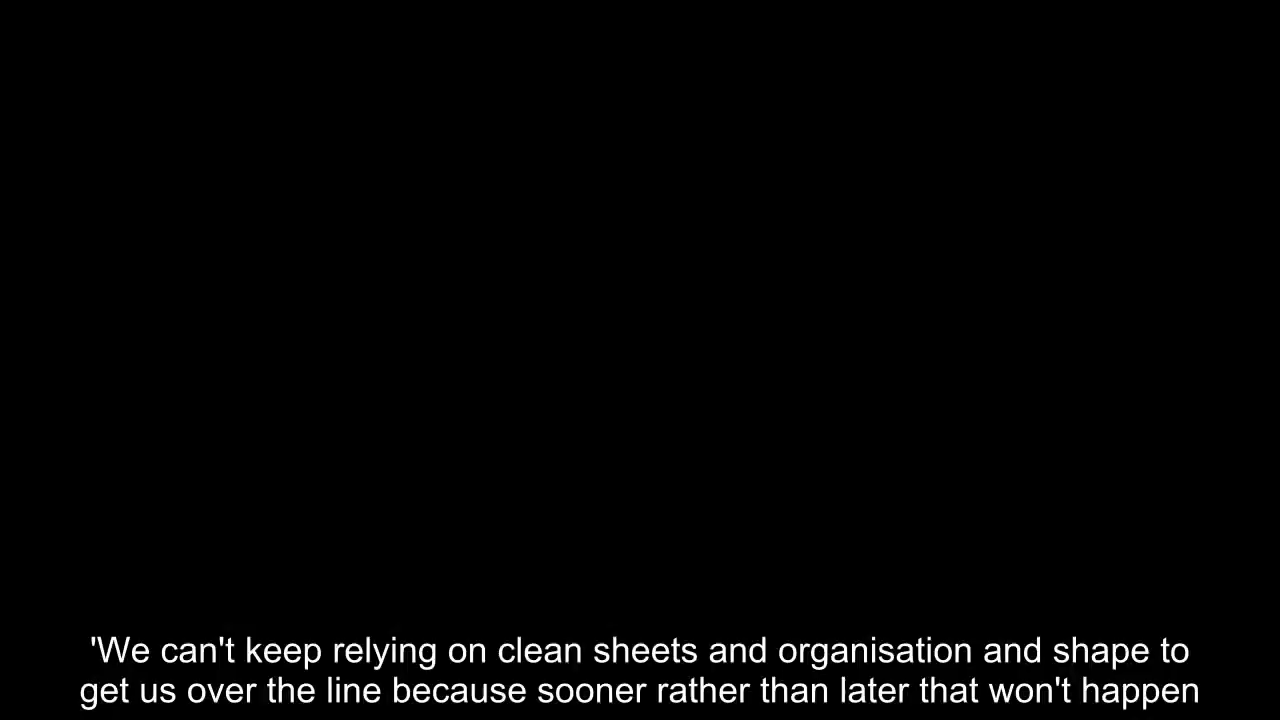 'We can't keep relying on clean sheets and organisation and shape to
get us over the line because sooner rather than later that won't happen